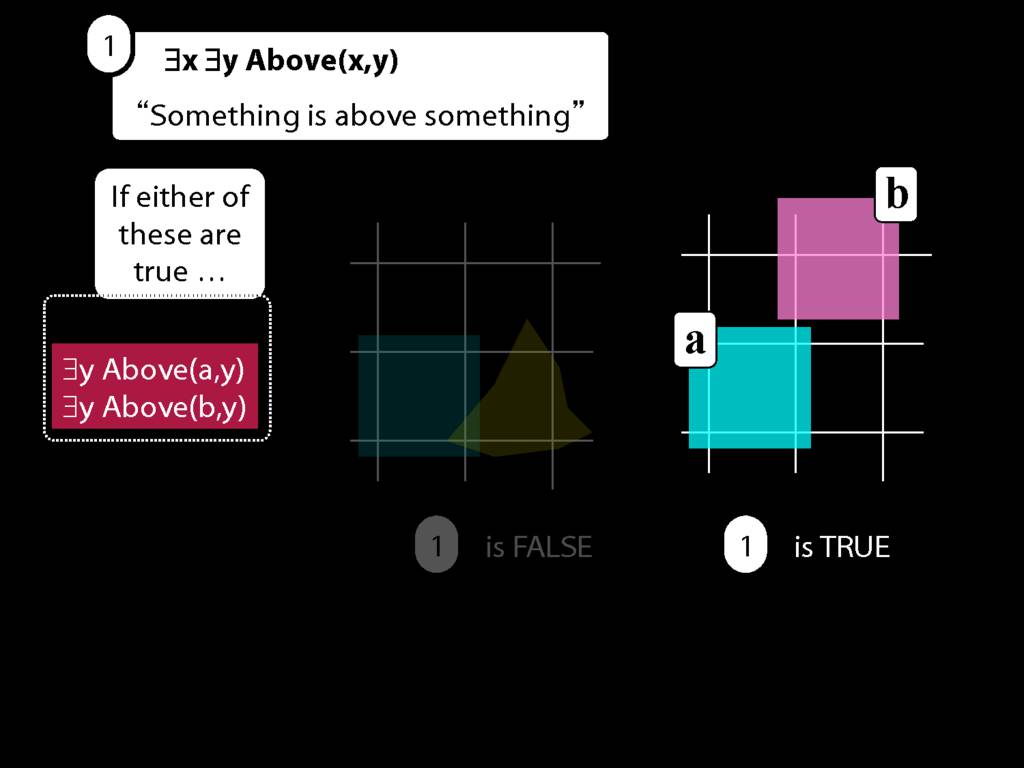 1
∃x ∃y Above(x,y)
“Something is above something”
If either of
these are
true …
∃y Above(a,y)
∃y Above(b,y)
b
a
1 is FALSE
1 is TRUE